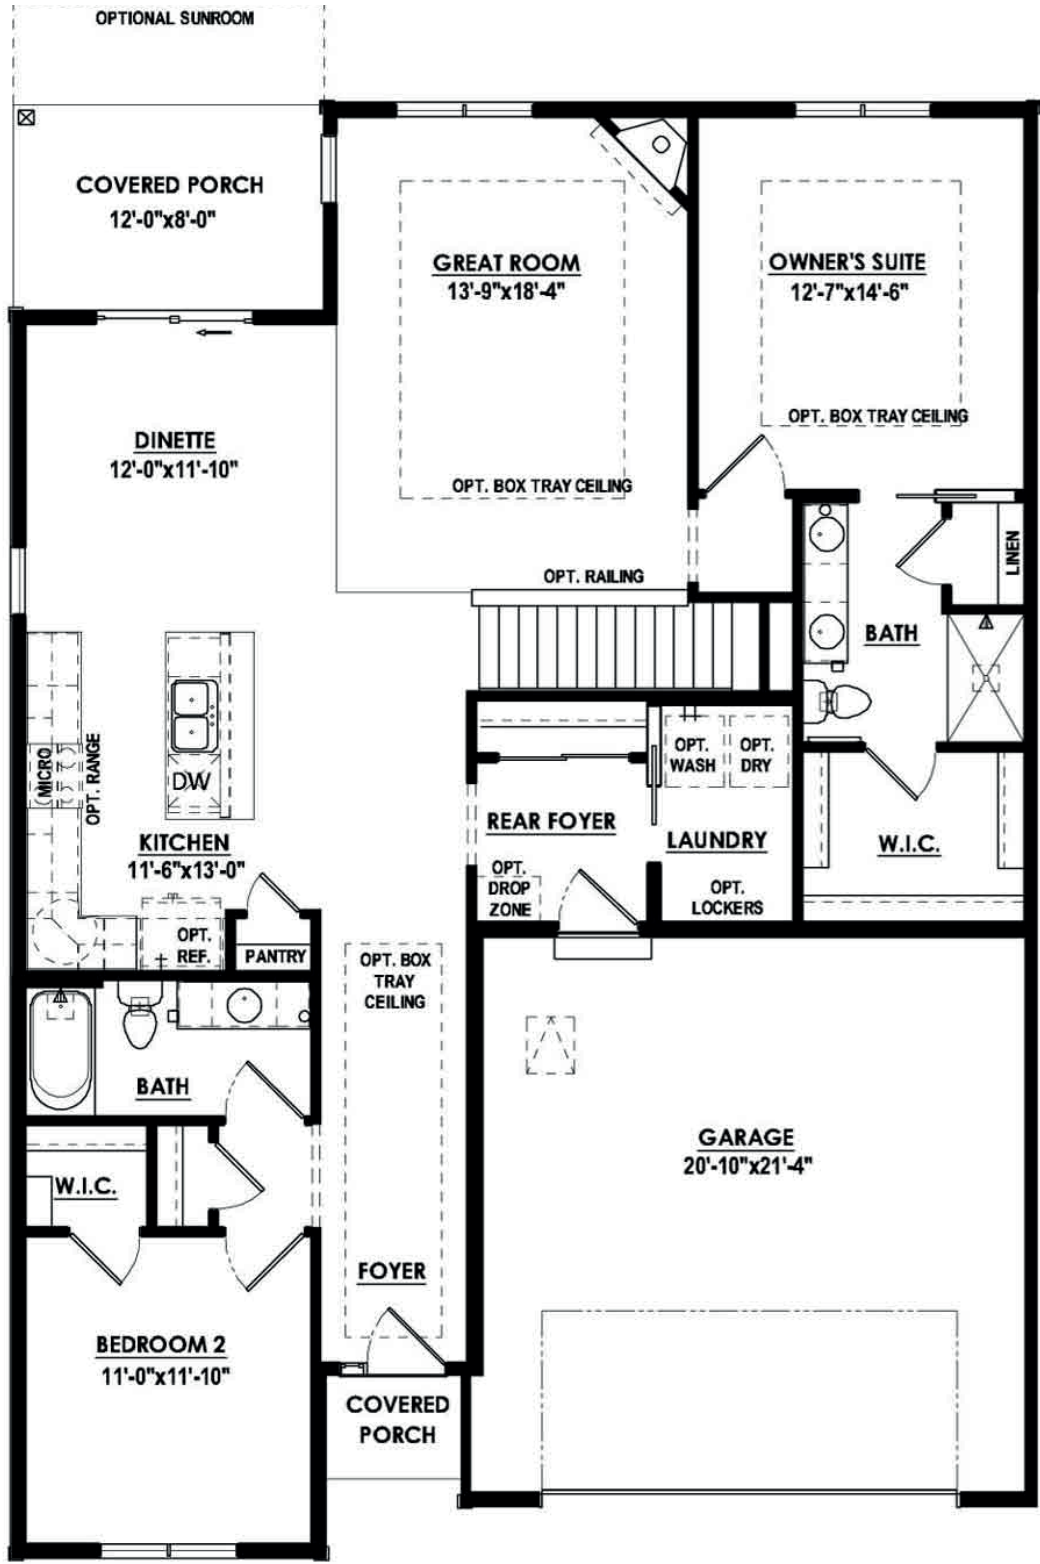 OPTIONAL SUNROOM
COVERED PORCH
12'-0"x8'-0"
GREAT ROOM
13'-9"x18'-4"
OWNER'S SUITE
12'-7"x14'-6"
OPT. BOX TRAY CEILING
DINETTE
12'-0"x11'-10"
OPT. BOX TRAY CEILING
OPT. RAILING
LINEN
BATH
MICRO
OPT. RANGE
DW
OPT.
WASH
OPT.
DRY
KITCHEN
11'-6"x13'-0"
REAR FOYER
LAUNDRY
W.I.C.
OPT.
DROP
ZONE
OPT.
LOCKERS
OPT.
REF.
PANTRY
OPT. BOX
TRAY
CEILING
BATH
GARAGE
20'-10"x21'-4"
W.I.C.
FOYER
BEDROOM 2
11'-0"x11'-10"
COVERED
PORCH